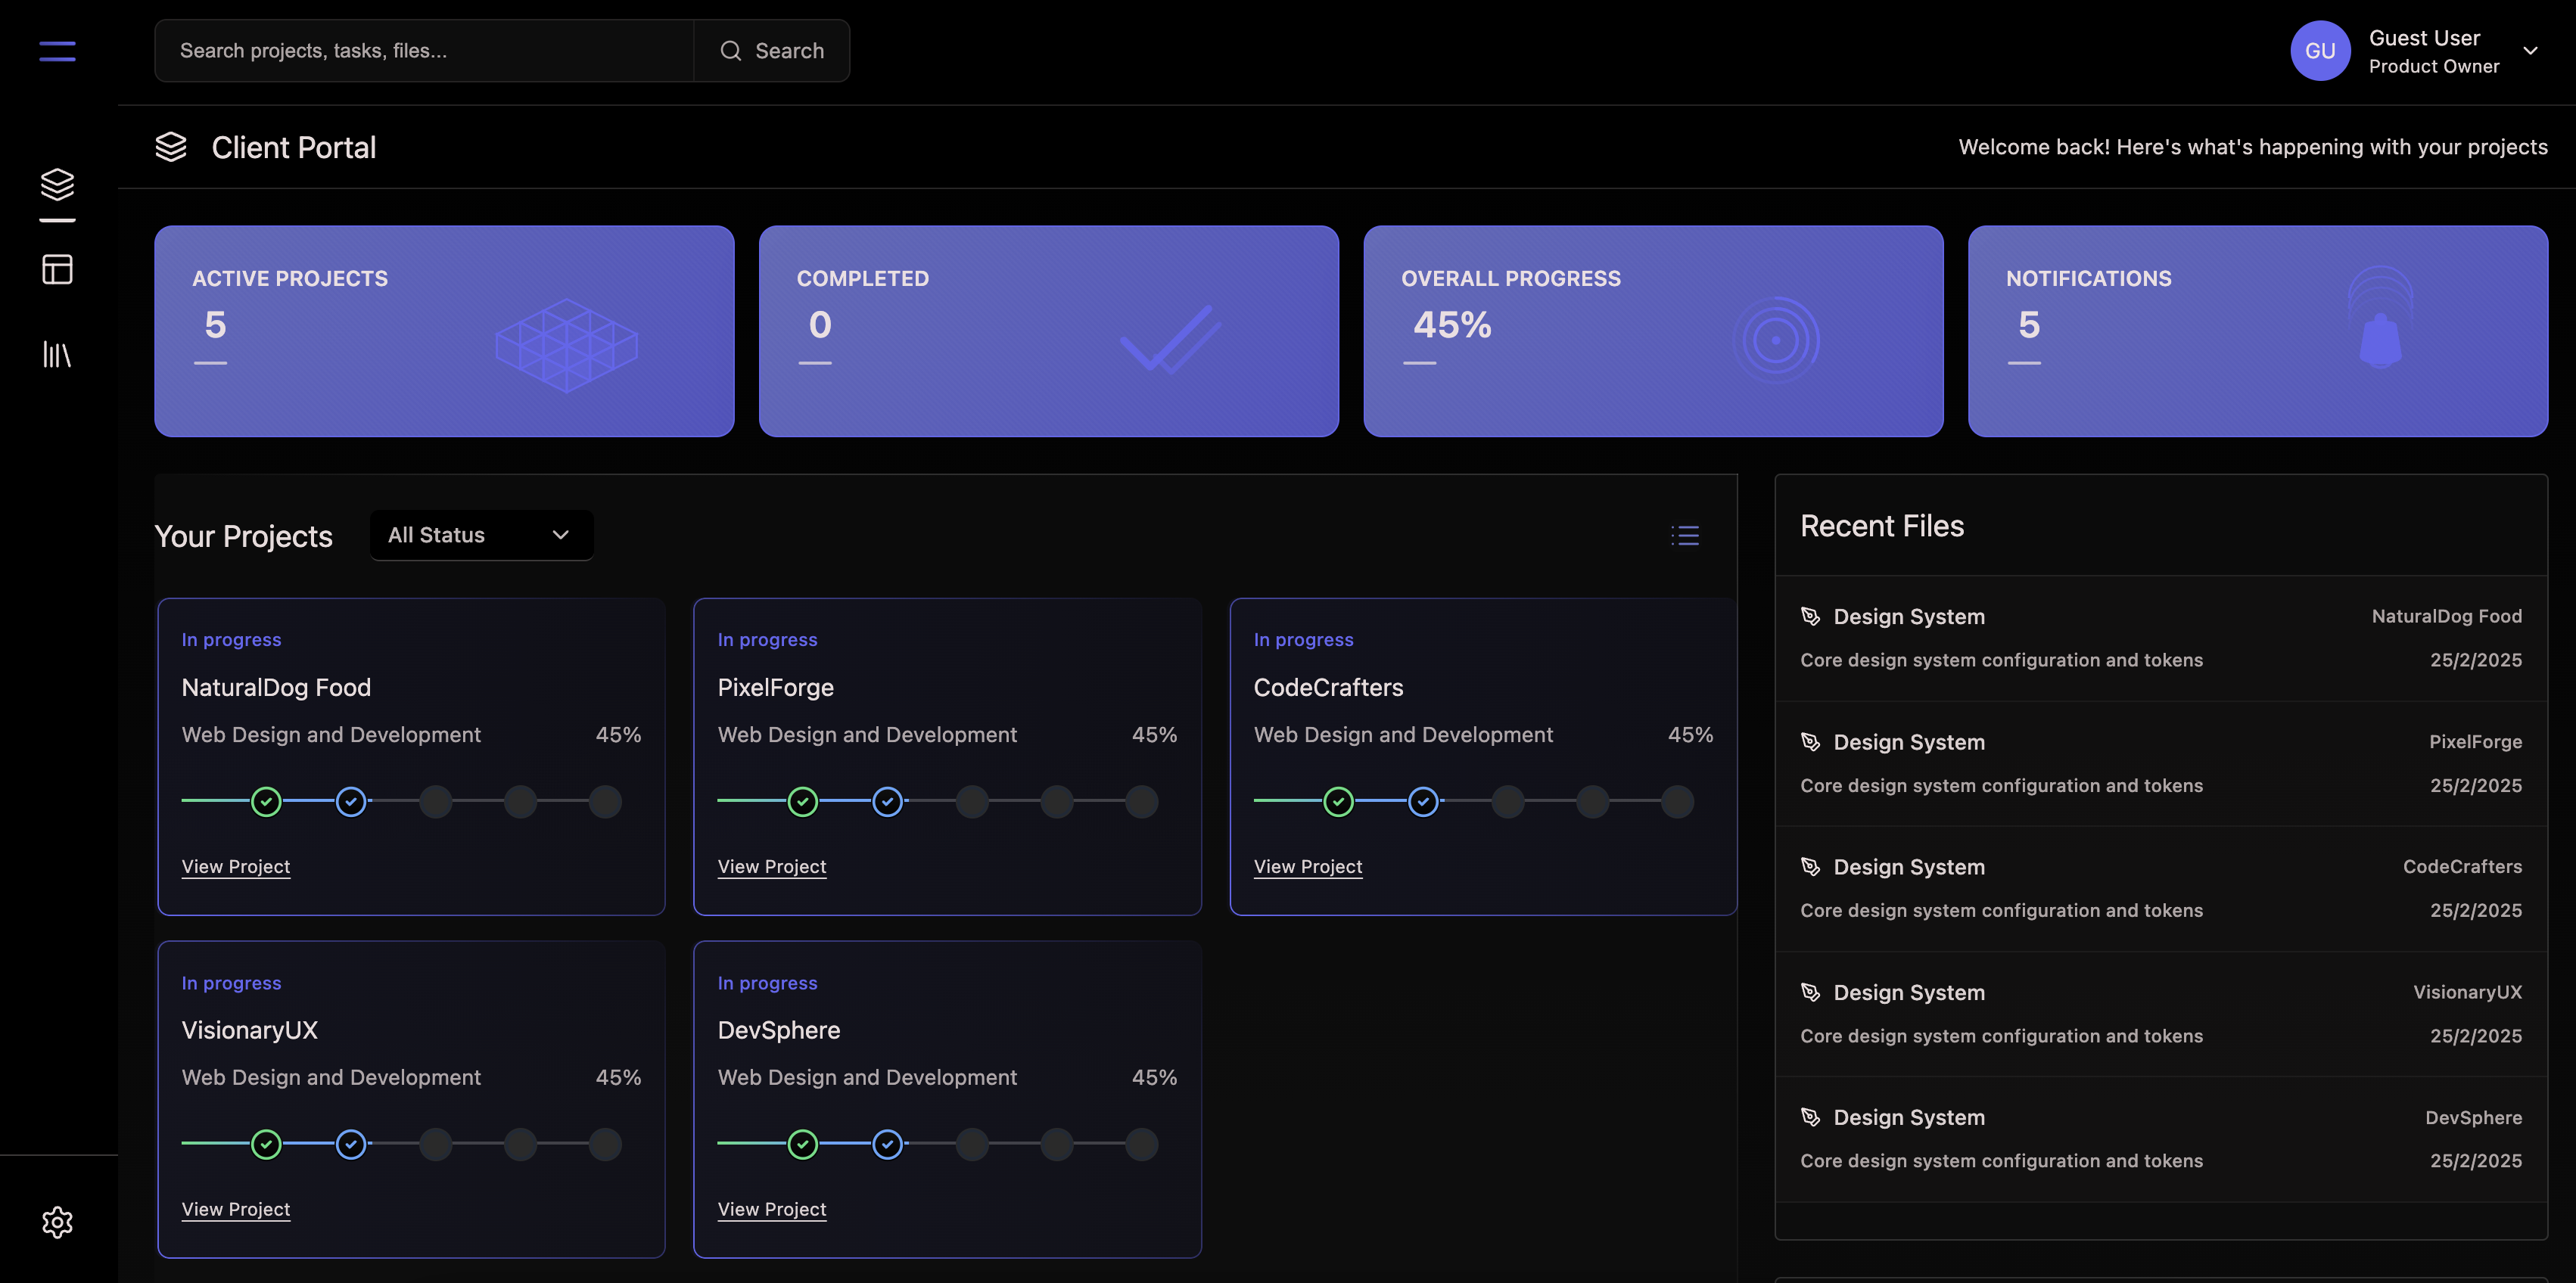 Search projects, tasks, files...
Search
GU
Guest User
Product Owner
Client Portal
Welcome back! Here's what's happening with your projects
ACTIVE PROJECTS
5
COMPLETED
0
OVERALL PROGRESS
45%
NOTIFICATIONS
5
Your Projects
All Status
In progress
NaturalDog Food
Web Design and Development 45%
View Project
In progress
PixelForge
Web Design and Development 45%
View Project
In progress
CodeCrafters
Web Design and Development 45%
View Project
In progress
VisionaryUX
Web Design and Development 45%
View Project
In progress
DevSphere
Web Design and Development 45%
View Project
Recent Files
Design System NaturalDog Food
Core design system configuration and tokens 25/2/2025
Design System PixelForge
Core design system configuration and tokens 25/2/2025
Design System CodeCrafters
Core design system configuration and tokens 25/2/2025
Design System VisionaryUX
Core design system configuration and tokens 25/2/2025
Design System DevSphere
Core design system configuration and tokens 25/2/2025